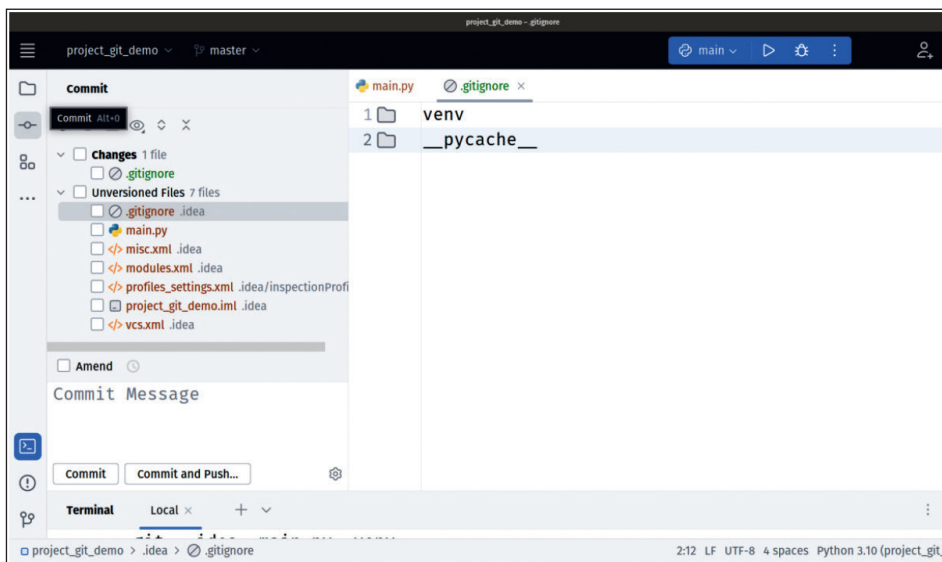 project_git_demo – .gitignore
project_git_demo master main
Commit
main.py .gitignore ×
Commit Alt+0
1 venv
2 __pycache__
Changes 1 file
.gitignore
Unversioned Files 7 files
.gitignore .idea
main.py
misc.xml .idea
modules.xml .idea
profiles_settings.xml .idea/inspectionProfi
project_git_demo.iml .idea
vcs.xml .idea
Amend
Commit Message
Commit Commit and Push...
Terminal Local ×
project_git_demo > .idea > .gitignore 2:12 LF UTF-8 4 spaces Python 3.10 (project_git_